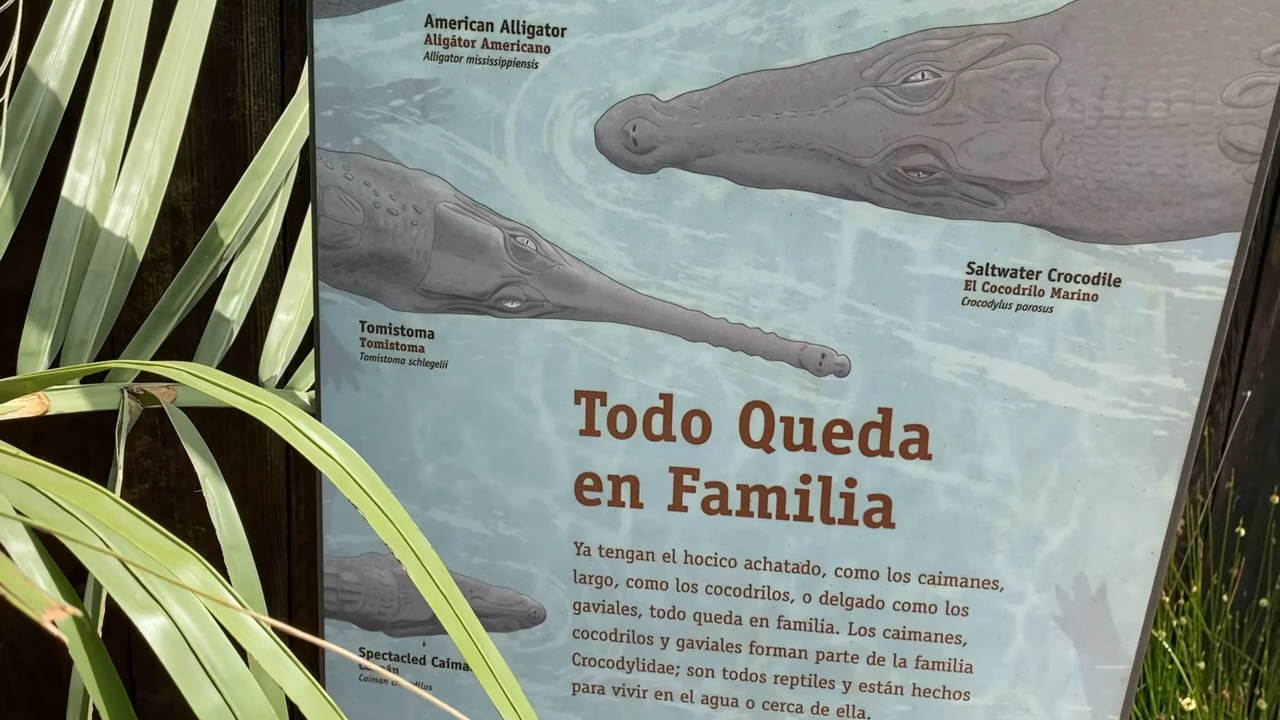 American Alligator
Aligátor Americano
Alligator mississippiensis
Saltwater Crocodile
El Cocodrilo Marino
Crocodylus porosus
Tomistoma
Tomistoma
Tomistoma schlegelii
Todo Queda
en Familia
Ya tengan el hocico achatado, como los caimanes,
largo, como los cocodrilos, o delgado como los
gaviales, todo queda en familia. Los caimanes,
cocodrilos y gaviales forman parte de la familia
Crocodylidae; son todos reptiles y están hechos
para vivir en el agua o cerca de ella.
Spectacled
Caiman